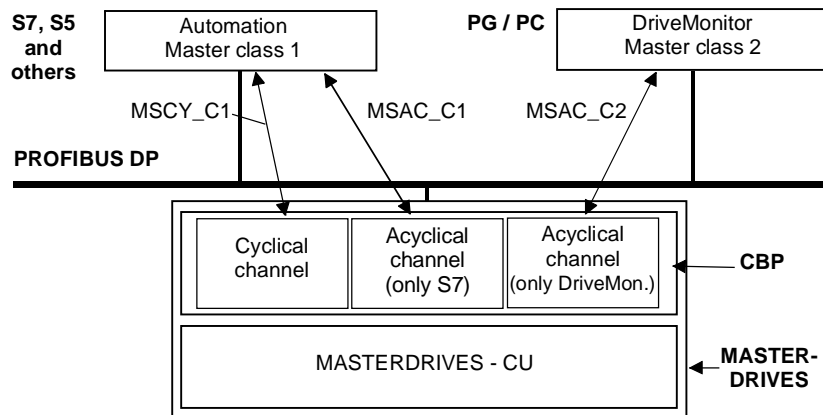 S7, S5
and
others
Automation
Master class 1
PG / PC
DriveMonitor
Master class 2
MSCY_C1
MSAC_C1
MSAC_C2
PROFIBUS DP
Cyclical
channel
Acyclical
channel
(only S7)
Acyclical
channel
(only DriveMon.)
CBP
MASTERDRIVES - CU
MASTER-
DRIVES